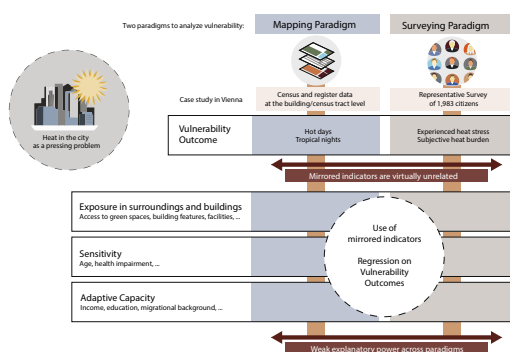 Two paradigms to analyze vulnerability:
Mapping Paradigm
Surveying Paradigm
Heat in the city
as a pressing problem
Case study in Vienna
Census and register data
at the building/census tract level
Representative Survey
of 1,983 citizens
Vulnerability
Outcome
Hot days
Tropical nights
Experienced heat stress
Subjective heat burden
Mirrored indicators are virtually unrelated
Exposure in surroundings and buildings
Access to green spaces, building features, facilities, ...
Sensitivity
Age, health impairment, ...
Adaptive Capacity
Income, education, migrational background, ...
Use of
mirrored indicators
Regression on
Vulnerability
Outcomes
Weak explanatory power across paradigms